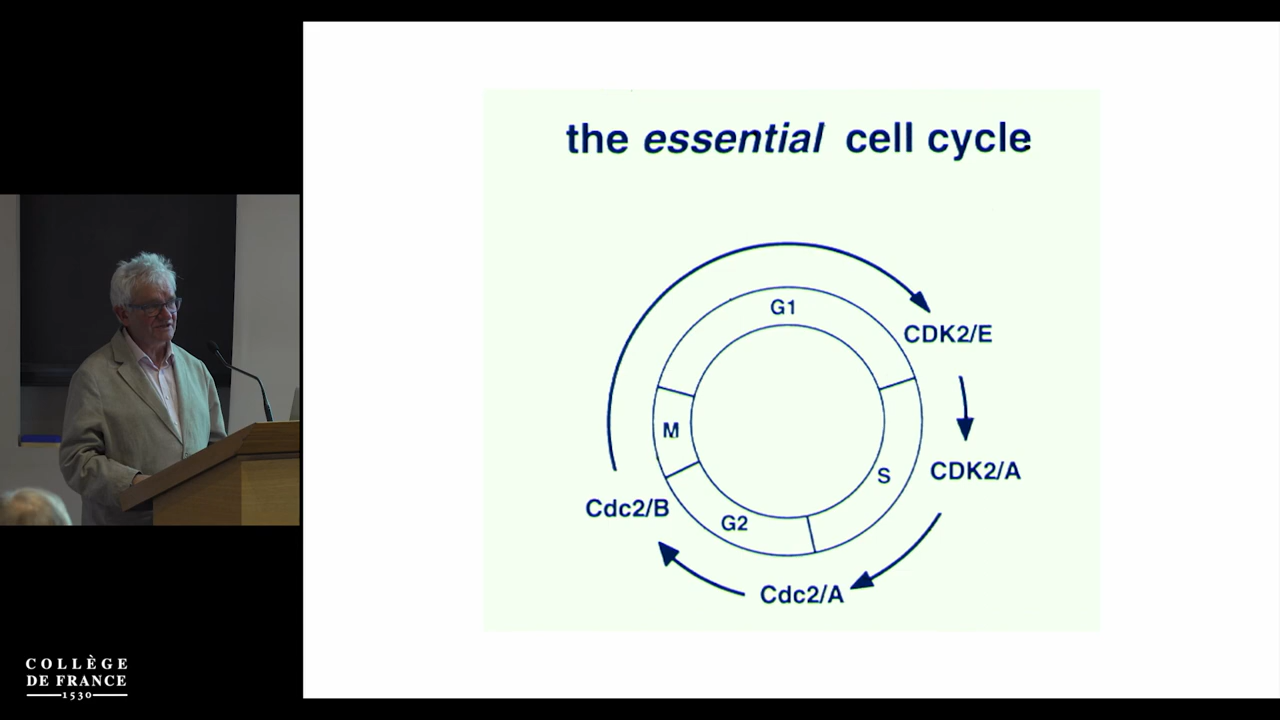 the essential cell cycle
G1
CDK2/E
M
S
CDK2/A
Cdc2/B
G2
Cdc2/A
COLLÈGE
DE FRANCE
1530